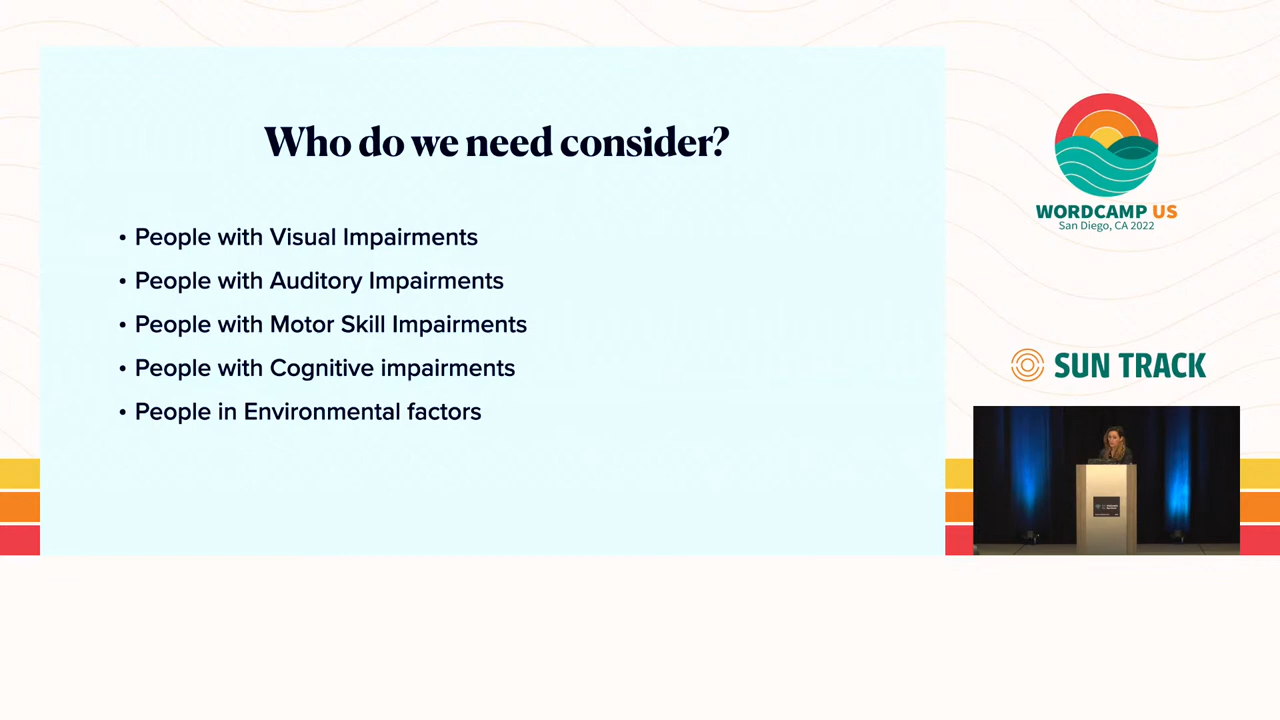 Who do we need consider?
• People with Visual Impairments
• People with Auditory Impairments
• People with Motor Skill Impairments
• People with Cognitive impairments
• People in Environmental factors
WORDCAMP US
San Diego, CA 2022
SUN TRACK